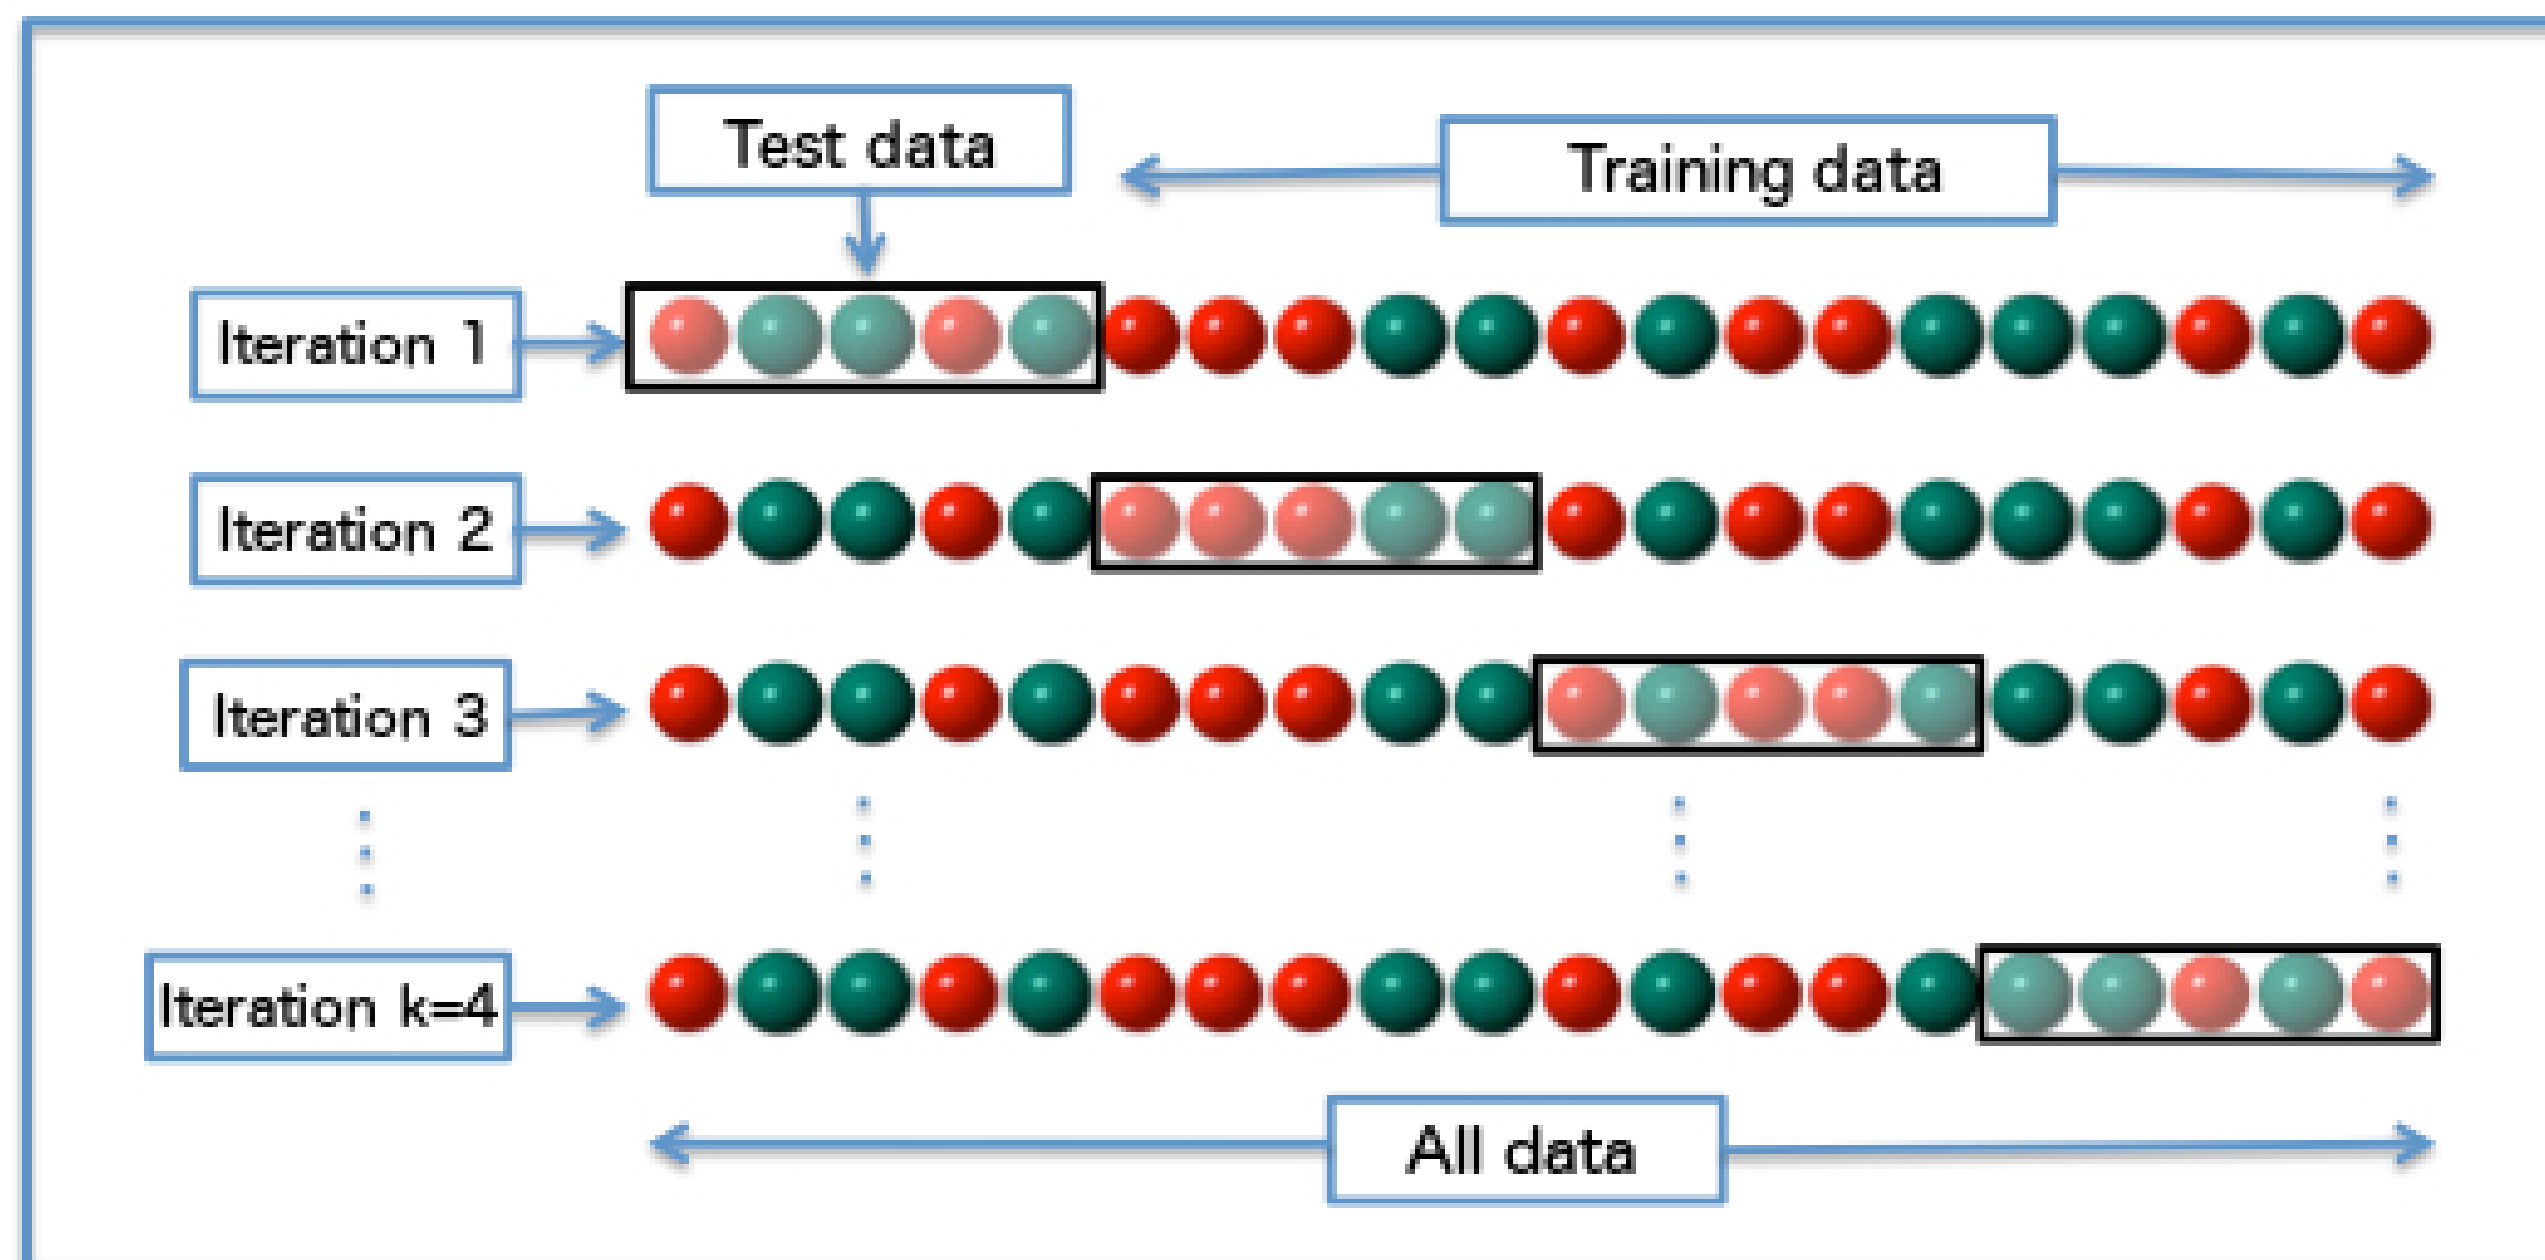 Test data
Training data
Iteration 1
Iteration 2
Iteration 3
Iteration k=4
All data